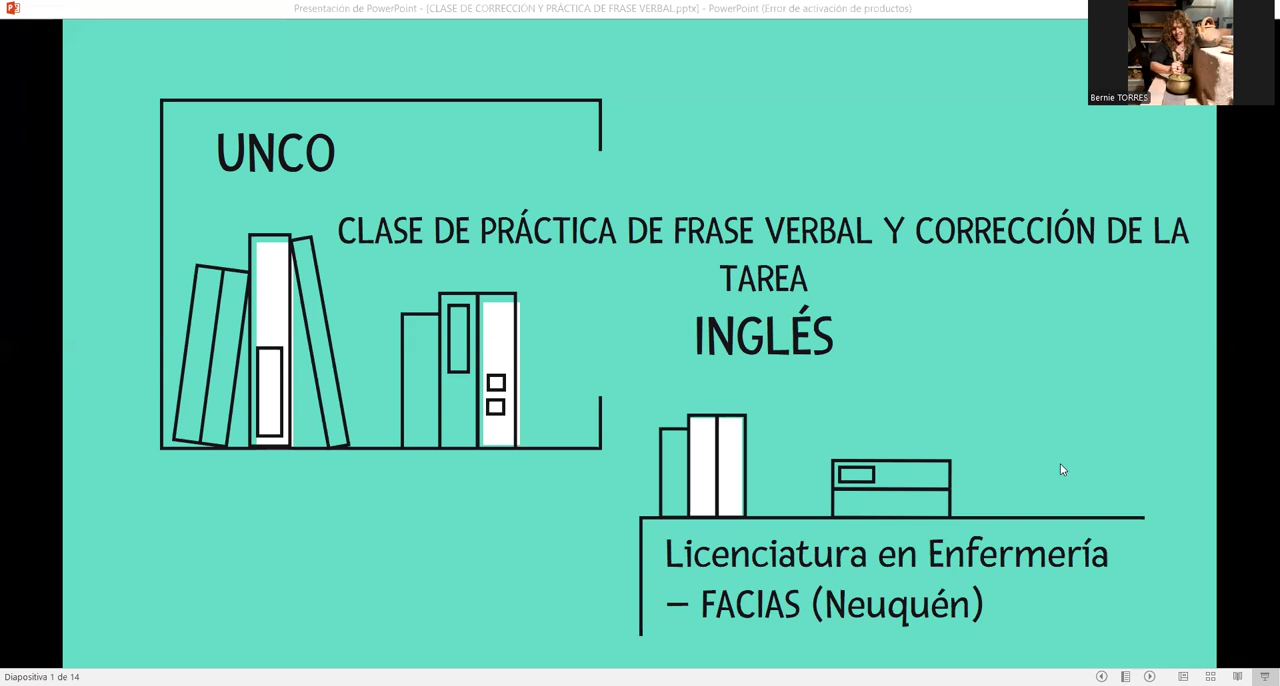 Presentación de PowerPoint - [CLASE DE CORRECCIÓN Y PRÁCTICA DE FRASE VERBAL.pptx] - PowerPoint (Error de activación de productos)
Bernie TORRES
UNCO
CLASE DE PRÁCTICA DE FRASE VERBAL Y CORRECCIÓN DE LA
TAREA
INGLÉS
Licenciatura en Enfermería
– FACIAS (Neuquén)
Diapositiva 1 de 14